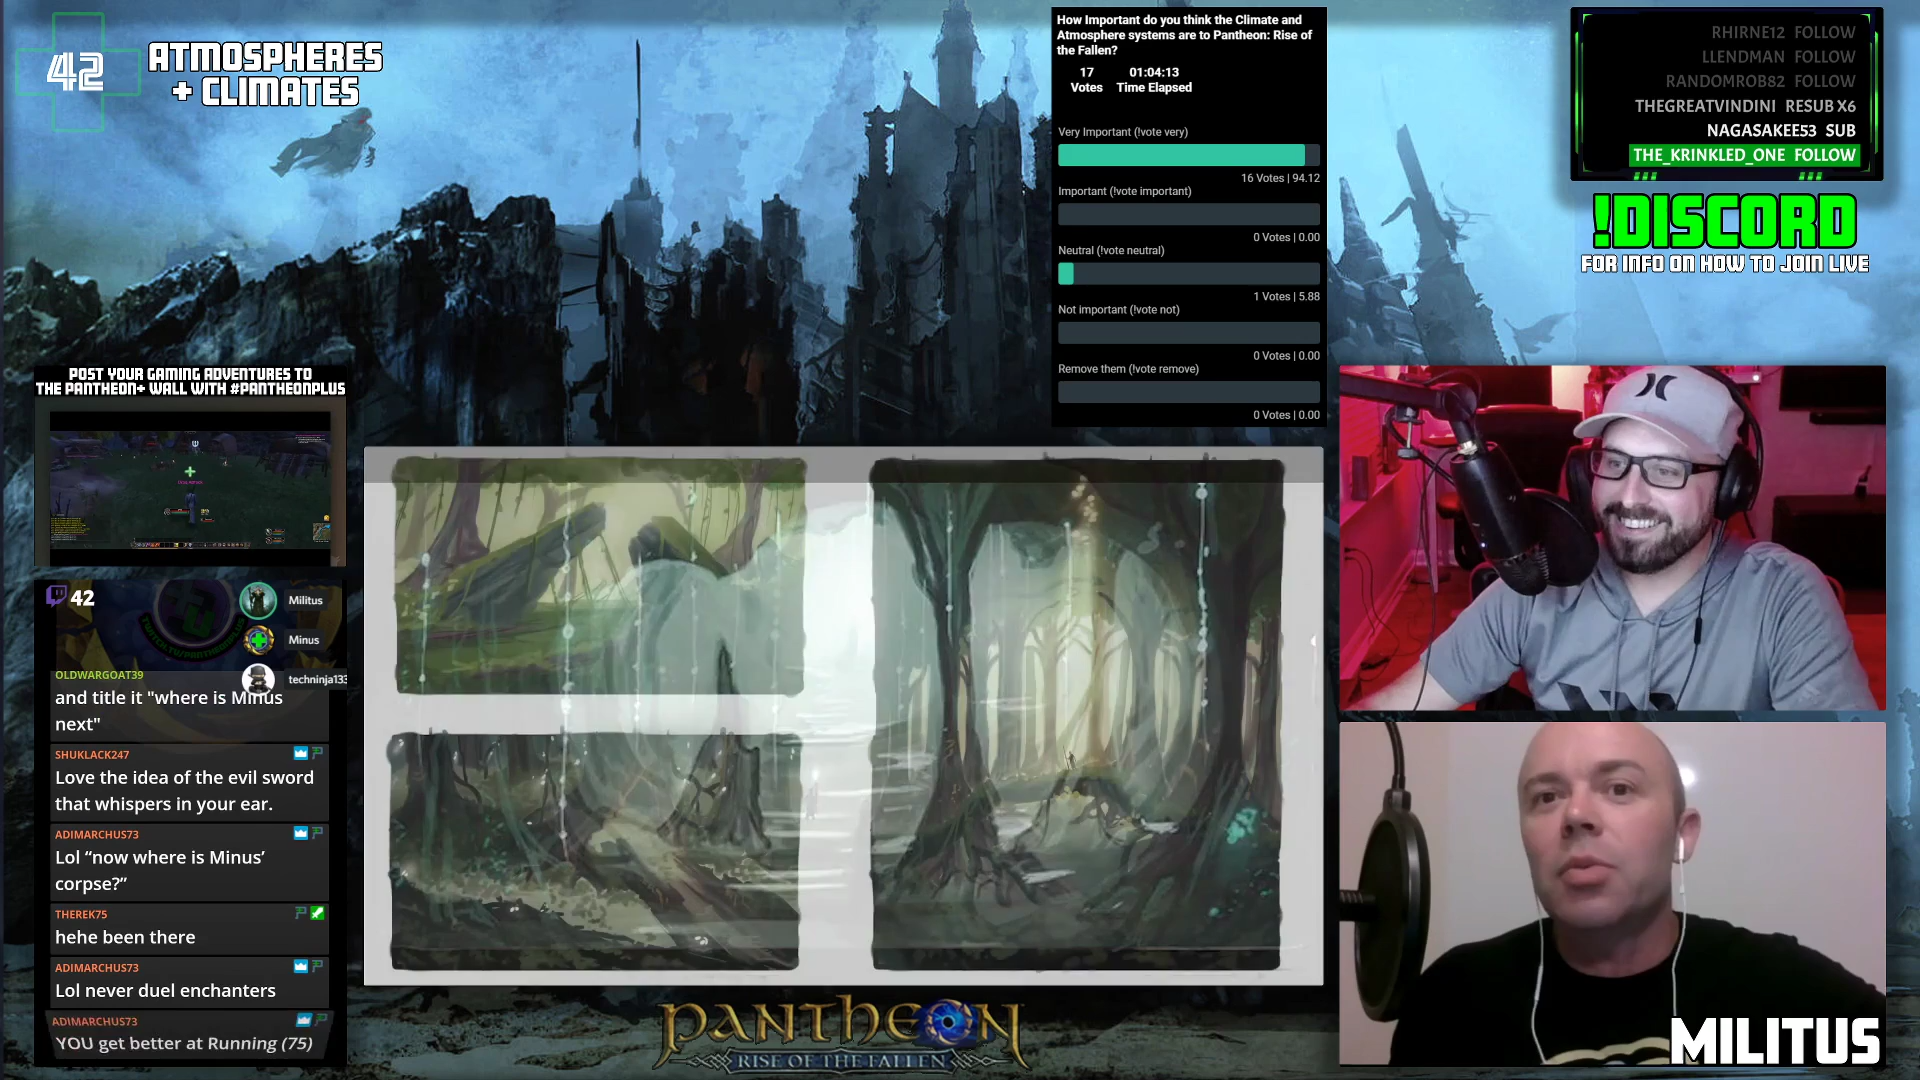 42
ATMOSPHERES
+ CLIMATES
How Important do you think the Climate and
Atmosphere systems are to Pantheon: Rise of
the Fallen?
17 01:04:13
Votes Time Elapsed
Very Important (!vote very)
16 Votes | 94.12
Important (!vote important)
0 Votes | 0.00
Neutral (!vote neutral)
1 Votes | 5.88
Not important (!vote not)
0 Votes | 0.00
Remove them (!vote remove)
0 Votes | 0.00
RHIRNE12 FOLLOW
LLENDMAN FOLLOW
RANDOMROB82 FOLLOW
THEGREATVINDINI RESUB X6
NAGASAKEE53 SUB
THE_KRINKLED_ONE FOLLOW
!DISCORD
FOR INFO ON HOW TO JOIN LIVE
POST YOUR GAMING ADVENTURES TO
THE PANTHEON+ WALL WITH #PANTHEONPLUS
42
Militus
Minus
techninja133
OLDWARGOAT39
and title it "where is Minus
next"
SHUKLACK247
Love the idea of the evil sword
that whispers in your ear.
ADIMARCHUS73
Lol “now where is Minus’
corpse?”
THEREK75
hehe been there
ADIMARCHUS73
Lol never duel enchanters
ADIMARCHUS73
YOU get better at Running (75)
PANTHEON
RISE OF THE FALLEN
MILITUS